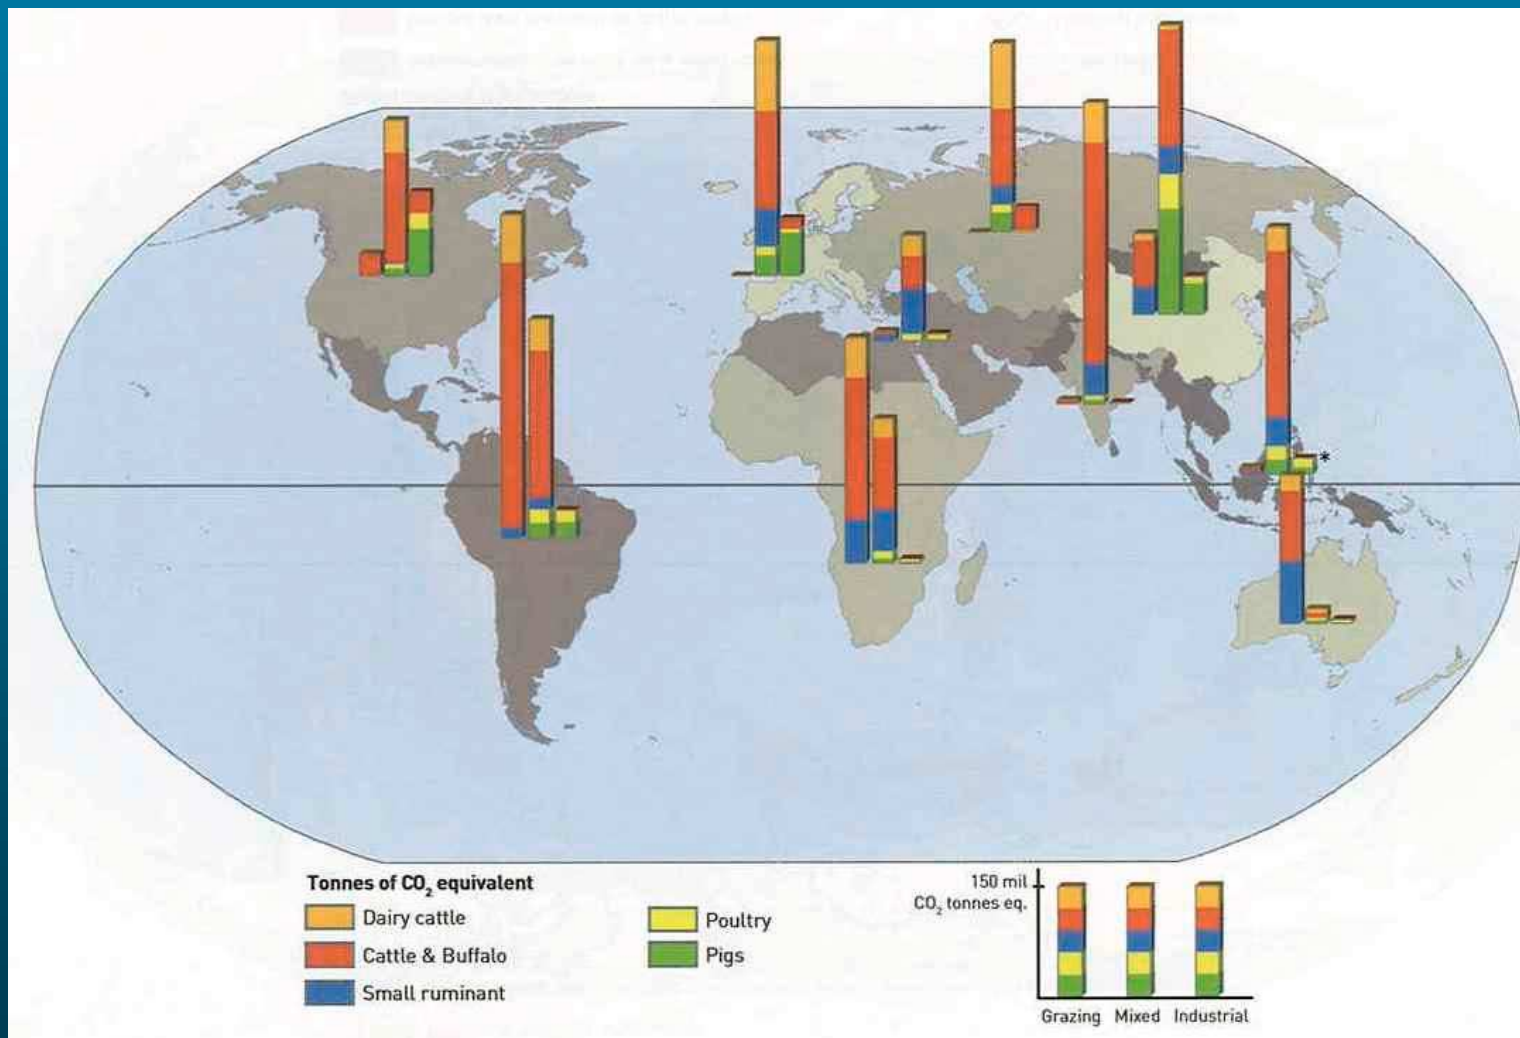 *
Tonnes of CO₂ equivalent
Dairy cattle
Cattle & Buffalo
Small ruminant
Poultry
Pigs
150 mil
CO₂ tonnes eq.
Grazing Mixed Industrial